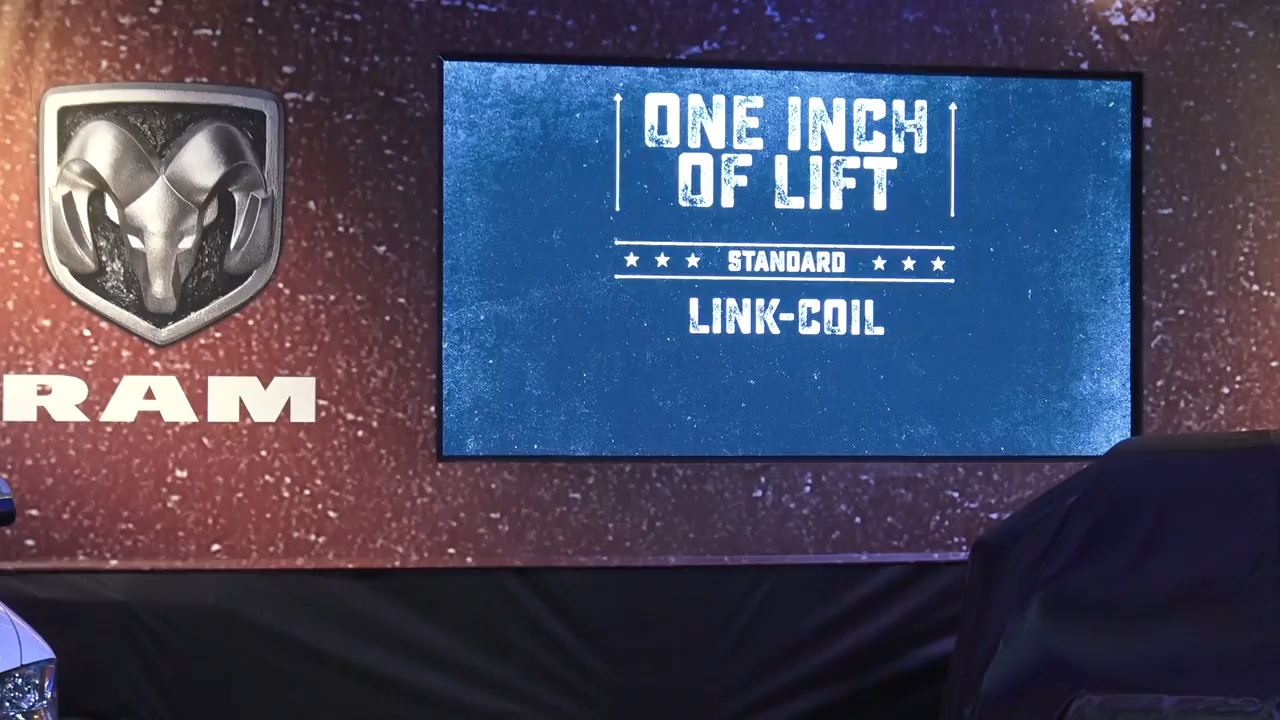 RAM
ONE INCH
OF LIFT
STANDARD
LINK-COIL